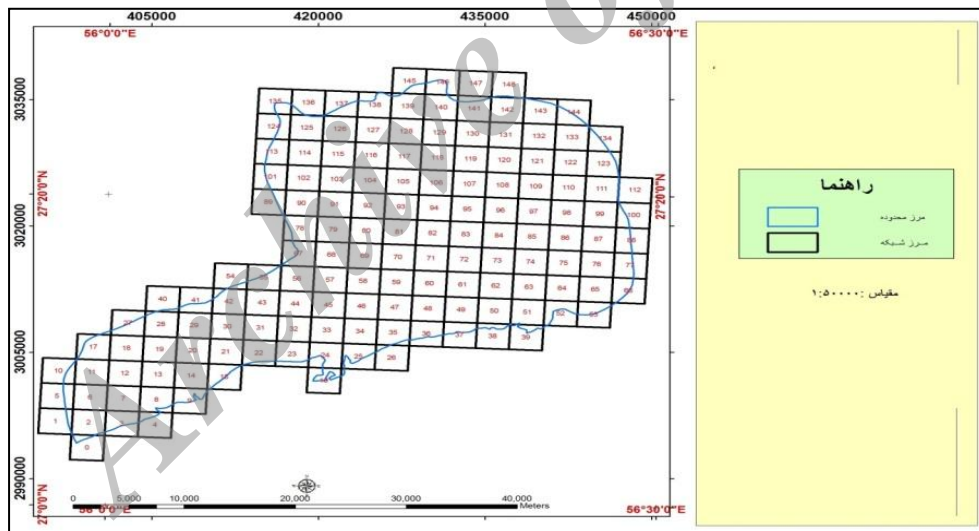 405000 420000 435000 450000
56°0'0"E 56°30'0"E
3035000
3020000
3005000
2990000
27°20'0"N
27°0'0"N
27°20'0"N
27°0'0"N
145 146 147 148
135 136 137 138 139 140 141 142 143 144
124 125 126 127 128 129 130 131 132 133 134
113 114 115 116 117 118 119 120 121 122 123
101 102 103 104 105 106 107 108 109 110 111 112
89 90 91 92 93 94 95 96 97 98 99 100
78 79 80 81 82 83 84 85 86 87 88
67 68 69 70 71 72 73 74 75 76 77
54 55 56 57 58 59 60 61 62 63 64 65 66
40 41 42 43 44 45 46 47 48 49 50 51 52 53
27 28 29 30 31 32 33 34 35 36 37 38 39
17 18 19 20 21 22 23 24 25 26
10 11 12 13 14 15 16
5 6 7 8 9
1 2 4
0
0 5,000 10,000 20,000 30,000 40,000
Meters
56°0'0"E 56°30'0"E
راهنما
مرز محدوده
مرز شبکه
مقیاس :۱:۵۰۰۰۰
Archive of